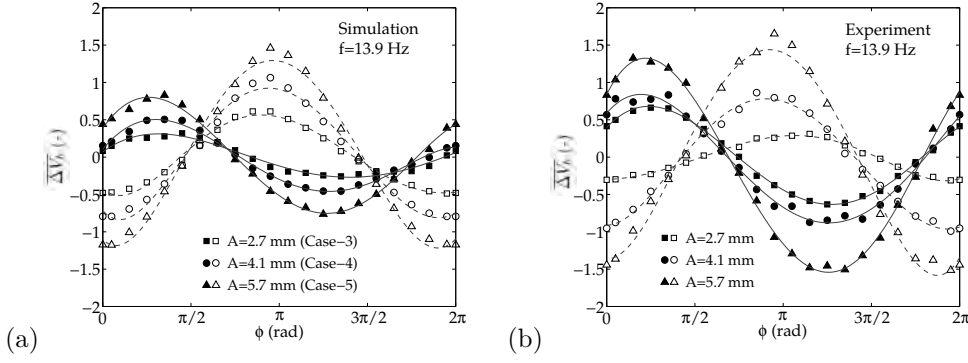 Simulation
f=13.9 Hz
2
1.5
1
0.5
0
−0.5
−1
−1.5
−2
A=2.7 mm (Case-3)
A=4.1 mm (Case-4)
A=5.7 mm (Case-5)
0
π/2
π
3π/2
2π
ϕ (rad)
(a)
Experiment
f=13.9 Hz
2
1.5
1
0.5
0
−0.5
−1
−1.5
−2
A=2.7 mm
A=4.1 mm
A=5.7 mm
0
π/2
π
3π/2
2π
ϕ (rad)
(b)